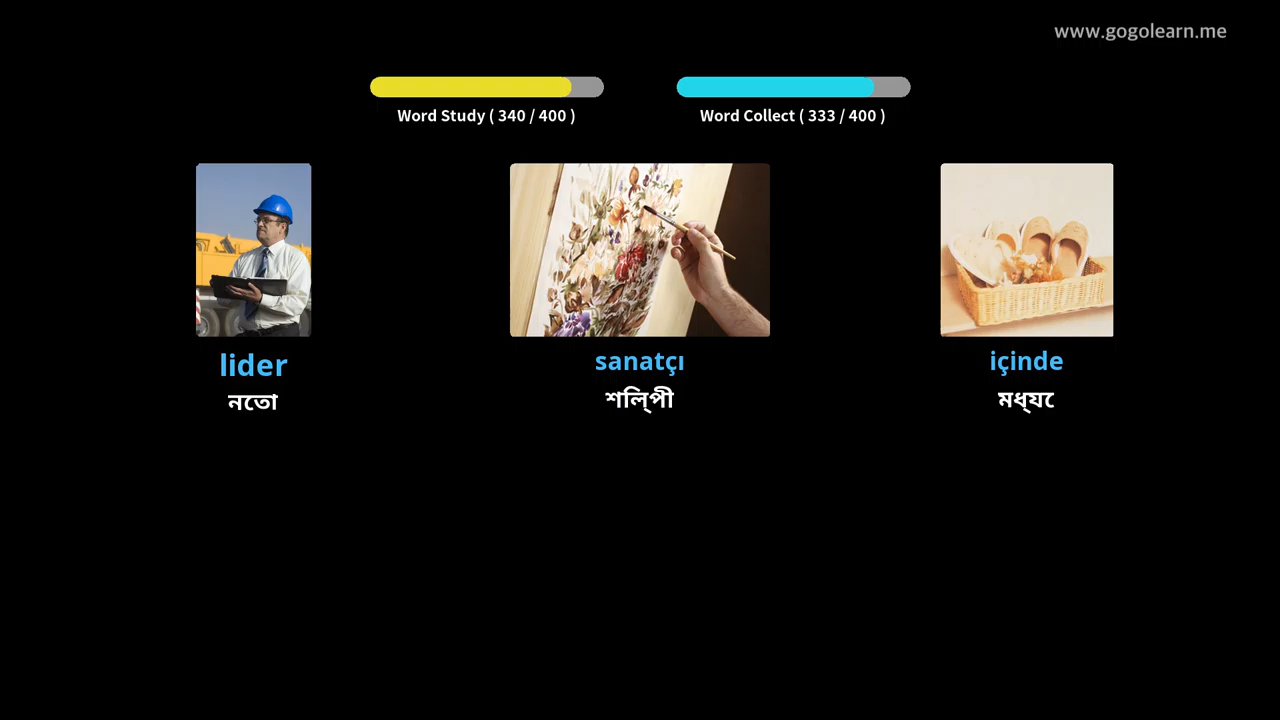 www.gogolearn.me
Word Study ( 340 / 400 )
Word Collect ( 333 / 400 )
lider
sanatçı
içinde
নেতা
শিল্পী
মধ্যে